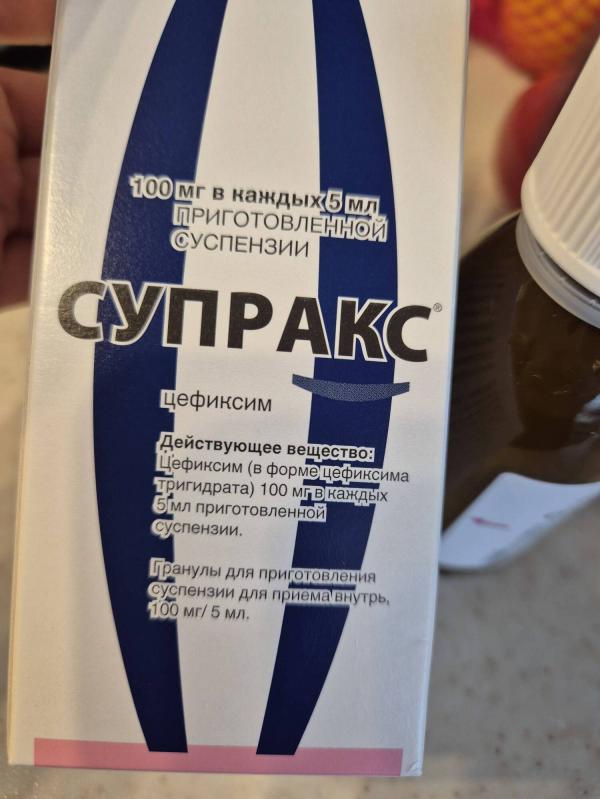 100 мг в каждых 5 мл
ПРИГОТОВЛЕННОЙ
СУСПЕНЗИИ
СУПРАКС®
цефиксим
Действующее вещество:
Цефиксим (в форме цефиксима
тригидрата) 100 мг в каждых
5 мл приготовленной
суспензии.
Гранулы для приготовления
суспензии для приема внутрь,
100 мг/ 5 мл.